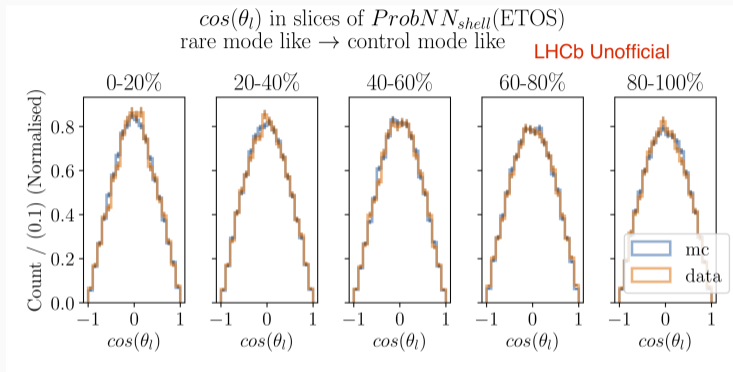 cos(θ_l) in slices of ProbNN_shell(ETOS)
rare mode like → control mode like
LHCb Unofficial
0-20% 20-40% 40-60% 60-80% 80-100%
Count / (0.1) (Normalised)
0.8
0.6
0.4
0.2
0.0
mc
data
−1 0 1 −1 0 1 −1 0 1 −1 0 1 −1 0 1
cos(θ_l) cos(θ_l) cos(θ_l) cos(θ_l) cos(θ_l)